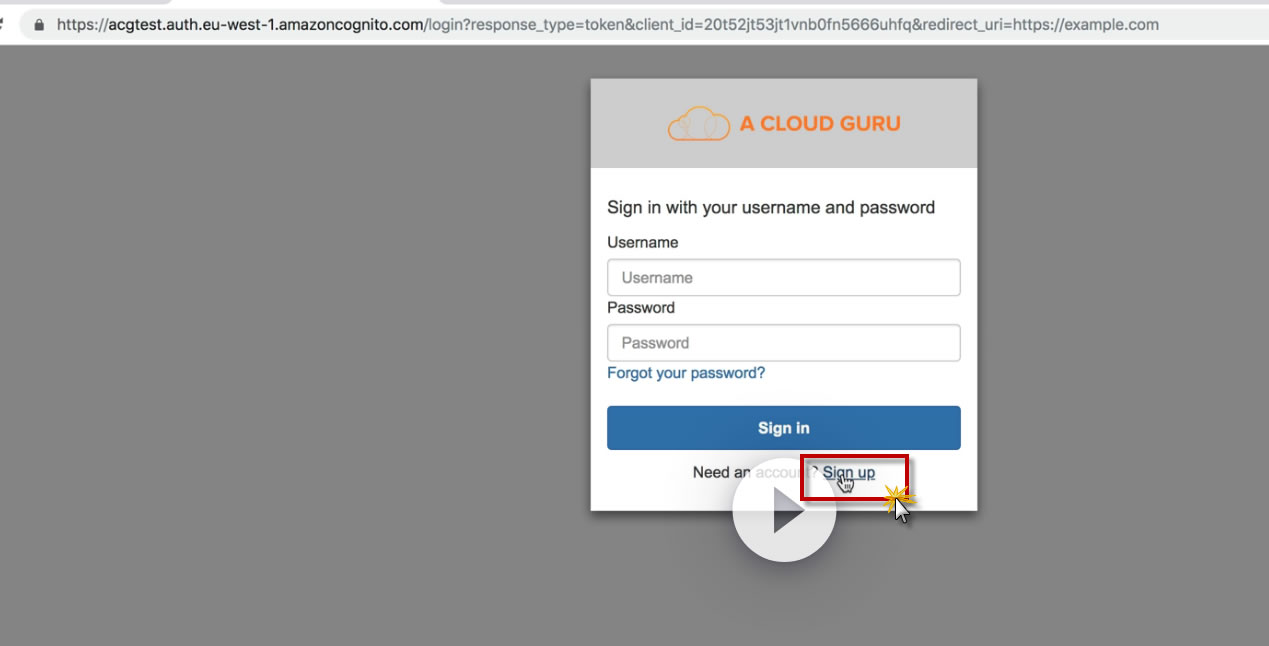 https://acgtest.auth.eu-west-1.amazoncognito.com/login?response_type=token&client_id=20t52jt53jt1vnb0fn5666uhfq&redirect_uri=https://example.com
A CLOUD GURU
Sign in with your username and password
Username
Username
Password
Password
Forgot your password?
Sign in
Need an account? Sign up